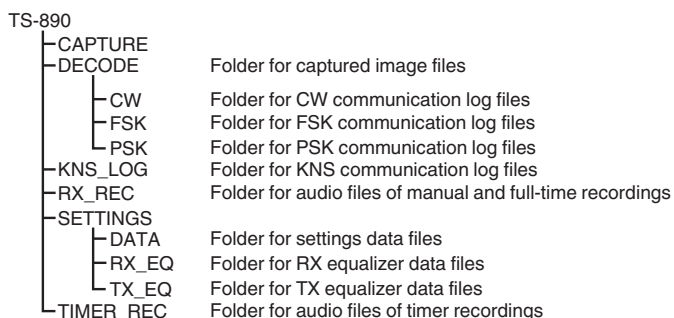 TS-890
CAPTURE
DECODE Folder for captured image files
CW Folder for CW communication log files
FSK Folder for FSK communication log files
PSK Folder for PSK communication log files
KNS_LOG Folder for KNS communication log files
RX_REC Folder for audio files of manual and full-time recordings
SETTINGS
DATA Folder for settings data files
RX_EQ Folder for RX equalizer data files
TX_EQ Folder for TX equalizer data files
TIMER_REC Folder for audio files of timer recordings